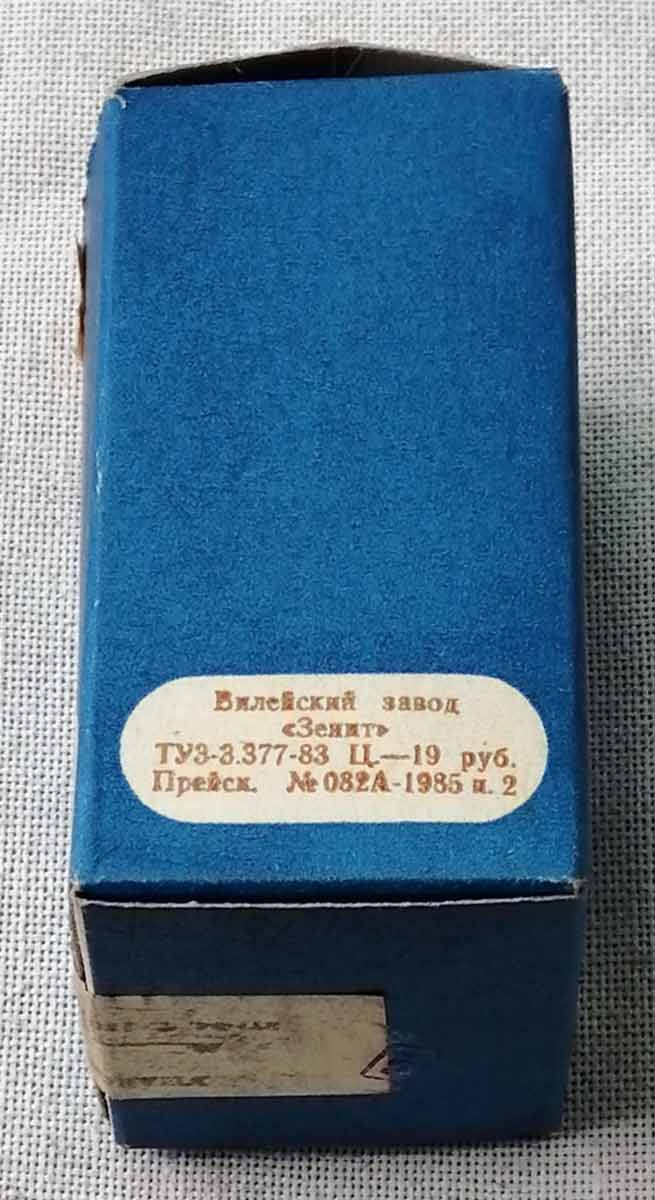 Вилейский завод
«Зенит»
ТУ3-3.377-83 Ц.—19 руб.
Прейск. № 082А-1985 п. 2